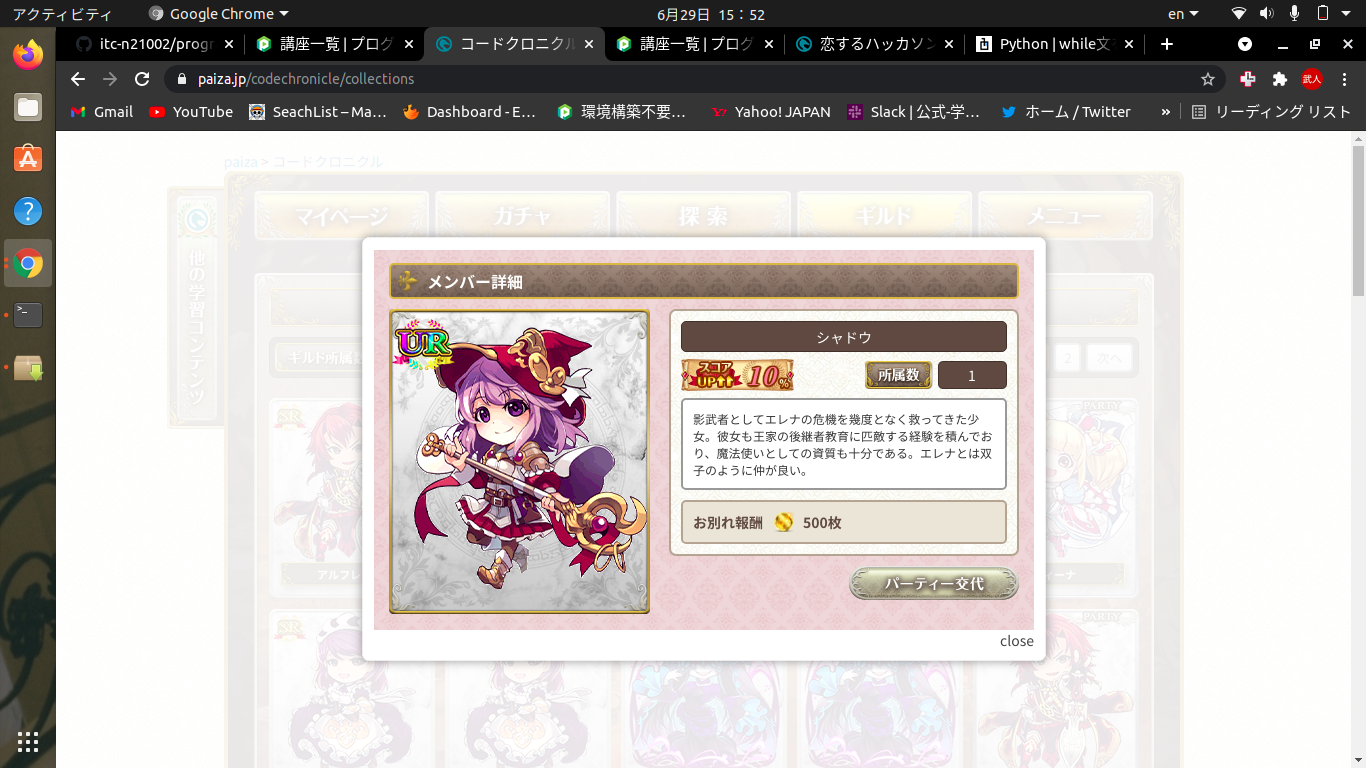 アクティビティ
Google Chrome
6月29日 15：52
en
itc-n21002/progr
講座一覧 | プログ
コードクロニクル
講座一覧 | プログ
恋するハッカソン
Python | while文を
paiza.jp/codechronicle/collections
武人
Gmail
YouTube
SeachList – Ma…
Dashboard - E…
環境構築不要…
Yahoo! JAPAN
Slack | 公式-学…
ホーム / Twitter
»
リーディング リスト
paiza > コードクロニクル
マイページ
ガチャ
探 索
ギルド
メニュー
他の学習コンテンツ
メンバー詳細
UR
シャドウ
スコア
UP
10%
所属数
1
影武者としてエレナの危機を幾度となく救ってきた少
女。彼女も王家の後継者教育に匹敵する経験を積んでお
り、魔法使いとしての資質も十分である。エレナとは双
子のように仲が良い。
お別れ報酬 500枚
パーティー交代
close
ギルド所属
2
SR
PARTY
アルフレ
ィーナ
SR
PARTY